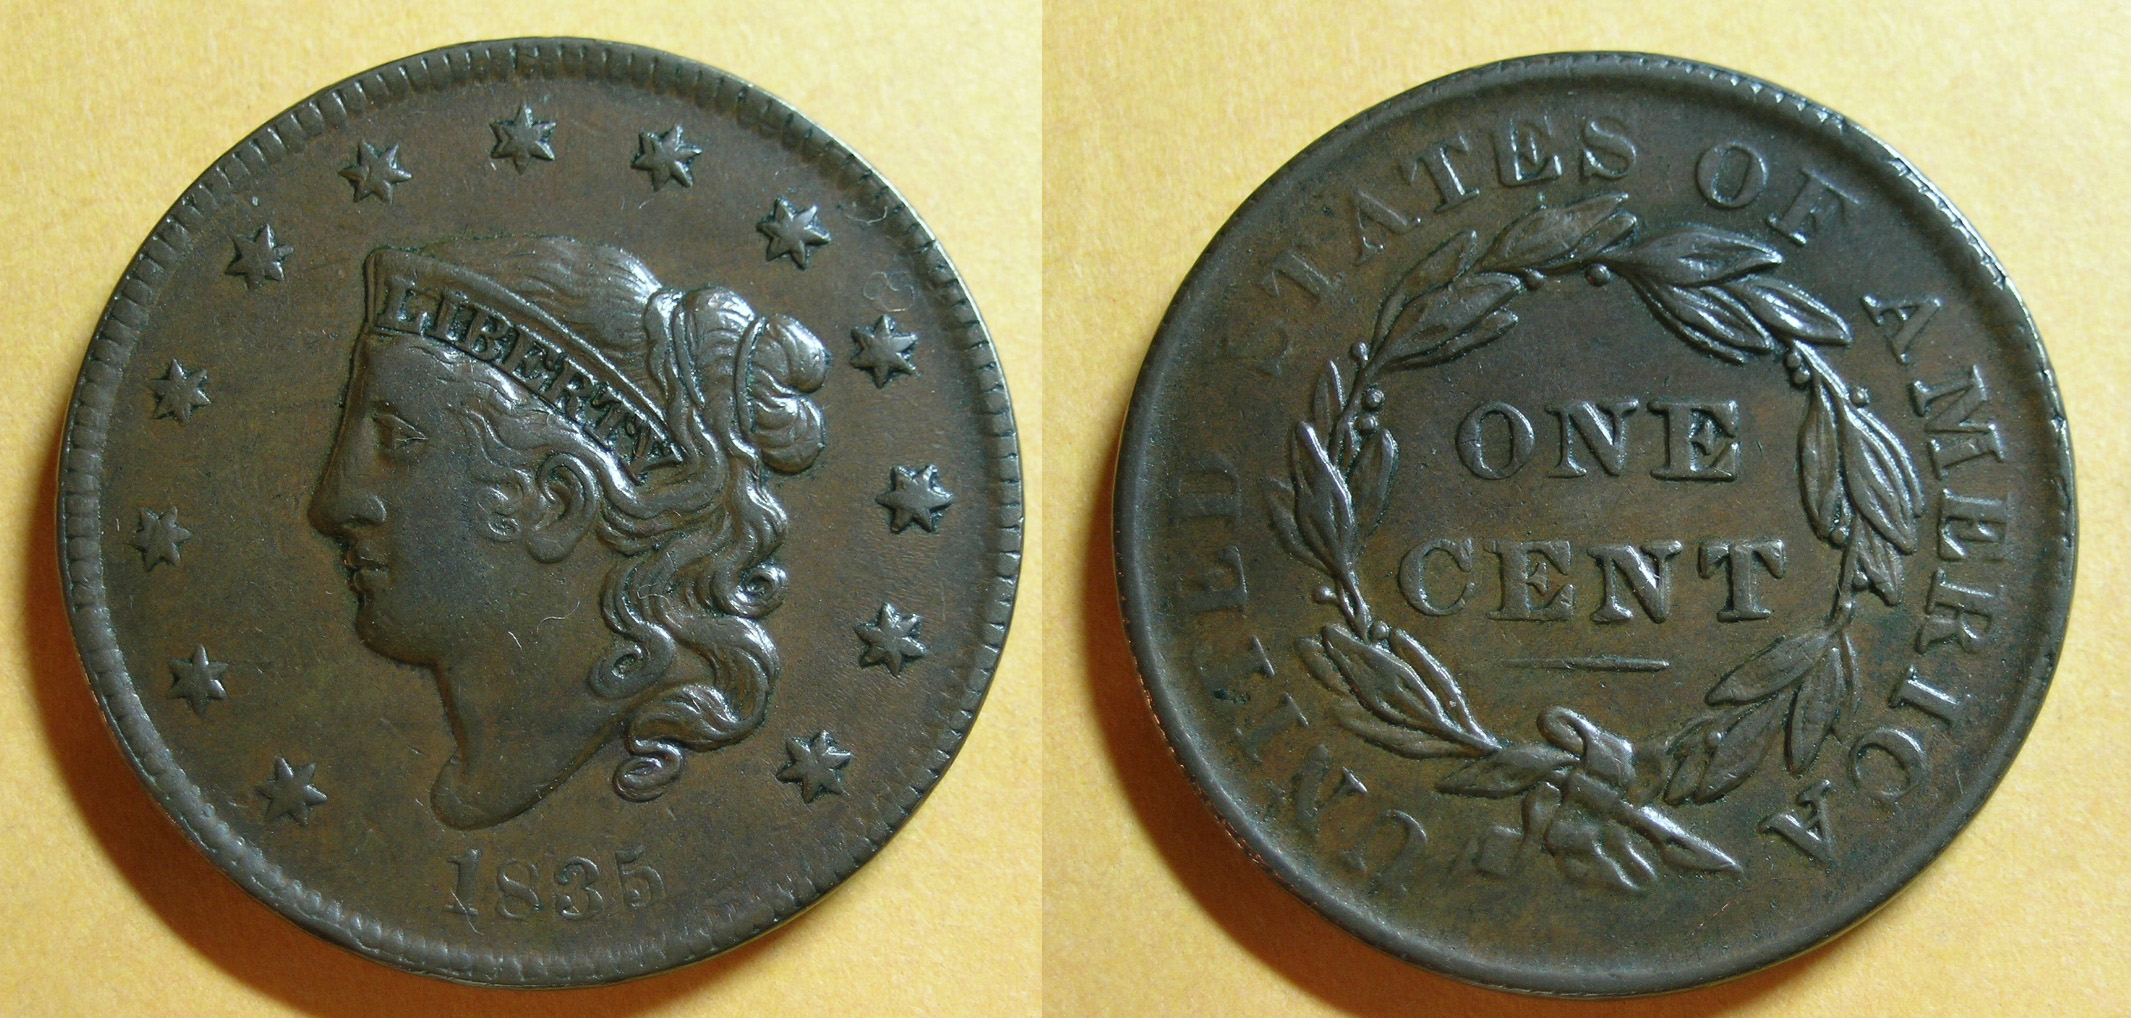 LIBERTY
1835
UNITED STATES OF AMERICA
ONE
CENT